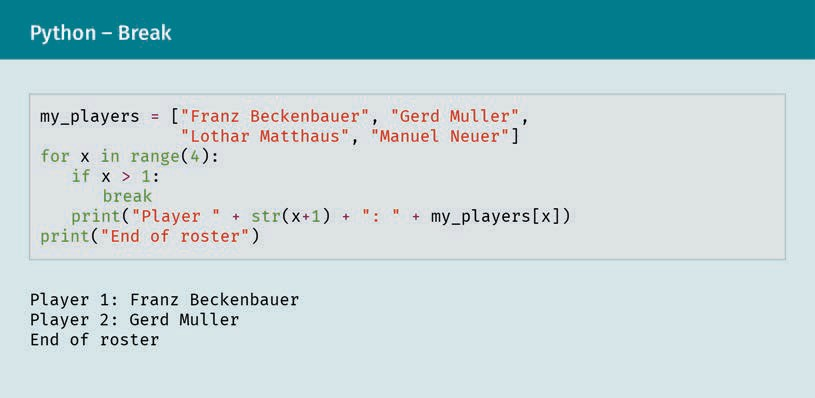 Python – Break
my_players = ["Franz Beckenbauer", "Gerd Muller",
"Lothar Matthaus", "Manuel Neuer"]
for x in range(4):
if x > 1:
break
print("Player " + str(x+1) + ": " + my_players[x])
print("End of roster")
Player 1: Franz Beckenbauer
Player 2: Gerd Muller
End of roster